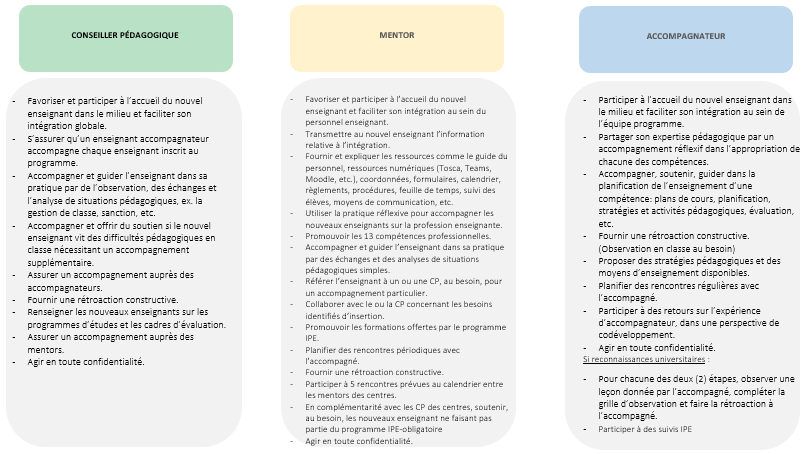 CONSEILLER PÉDAGOGIQUE
- Favoriser et participer à l'accueil du nouvel
enseignant dans le milieu et faciliter son
intégration globale.
- S'assurer qu'un enseignant accompagnateur
accompagne chaque enseignant inscrit au
programme.
- Accompagner et guider l'enseignant dans sa
pratique par de l'observation, des échanges et
l'analyse de situations pédagogiques, ex. la
gestion de classe, sanction, etc.
- Accompagner et offrir du soutien si le nouvel
enseignant vit des difficultés pédagogiques en
classe nécessitant un accompagnement
supplémentaire.
- Assurer un accompagnement auprès des
accompagnateurs.
- Fournir une rétroaction constructive.
- Renseigner les nouveaux enseignants sur les
programmes d'études et les cadres d'évaluation.
- Assurer un accompagnement auprès des
mentors.
- Agir en toute confidentialité.
MENTOR
- Favoriser et participer à l'accueil du nouvel
enseignant et faciliter son intégration au sein du
personnel enseignant.
- Transmettre au nouvel enseignant l'information
relative à l'intégration.
- Fournir et expliquer les ressources comme le guide du
personnel, ressources numériques (Tosca, Teams,
Moodle, etc.), coordonnées, formulaires, calendrier,
règlements, procédures, feuille de temps, suivi des
élèves, moyens de communication, etc.
- Utiliser la pratique réflexive pour accompagner les
nouveaux enseignants sur la profession enseignante.
- Promouvoir les 13 compétences professionnelles.
- Accompagner et guider l'enseignant dans sa pratique
par des échanges et des analyses de situations
pédagogiques simples.
- Référer l'enseignant à un ou une CP, au besoin, pour
un accompagnement particulier.
- Collaborer avec le ou la CP concernant les besoins
identifiés d'insertion.
- Promouvoir les formations offertes par le programme
IPE.
- Planifier des rencontres périodiques avec
l'accompagné.
- Fournir une rétroaction constructive.
- Participer à 5 rencontres prévues au calendrier entre
les mentors des centres.
- En complémentarité avec les CP des centres, soutenir,
au besoin, les nouveaux enseignant ne faisant pas
partie du programme IPE-obligatoire
- Agir en toute confidentialité.
ACCOMPAGNATEUR
- Participer à l'accueil du nouvel enseignant dans
le milieu et faciliter son intégration au sein de
l'équipe programme.
- Partager son expertise pédagogique par un
accompagnement réflexif dans l'appropriation de
chacune des compétences.
- Accompagner, soutenir, guider dans la
planification de l'enseignement d'une
compétence: plans de cours, planification,
stratégies et activités pédagogiques, évaluation,
etc.
- Fournir une rétroaction constructive.
(Observation en classe au besoin)
- Proposer des stratégies pédagogiques et des
moyens d'enseignement disponibles.
- Planifier des rencontres régulières avec
l'accompagné.
- Participer à des retours sur l'expérience
d'accompagnateur, dans une perspective de
codéveloppement.
- Agir en toute confidentialité.
Si reconnaissances universitaires :
- Pour chacune des deux (2) étapes, observer une
leçon donnée par l'accompagné, compléter la
grille d'observation et faire la rétroaction à
l'accompagné.
- Participer à des suivis IPE